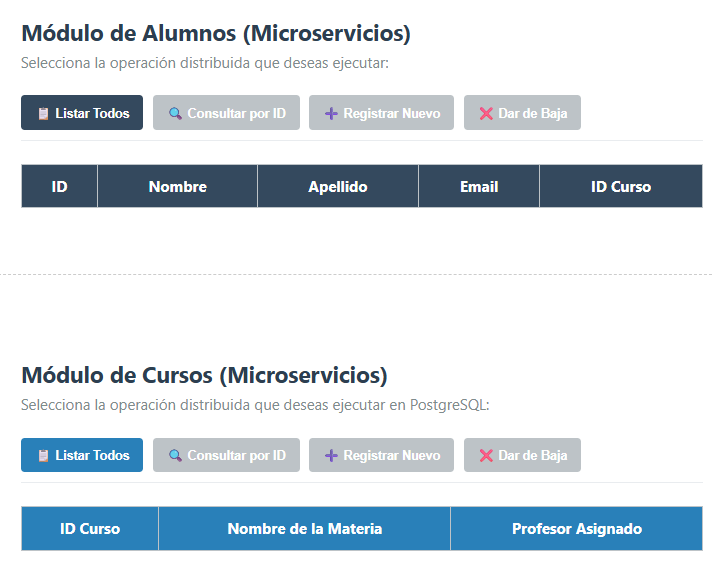 Módulo de Alumnos (Microservicios)
Selecciona la operación distribuida que deseas ejecutar:
Listar Todos Consultar por ID Registrar Nuevo Dar de Baja
ID Nombre Apellido Email ID Curso
Módulo de Cursos (Microservicios)
Selecciona la operación distribuida que deseas ejecutar en PostgreSQL:
Listar Todos Consultar por ID Registrar Nuevo Dar de Baja
ID Curso Nombre de la Materia Profesor Asignado